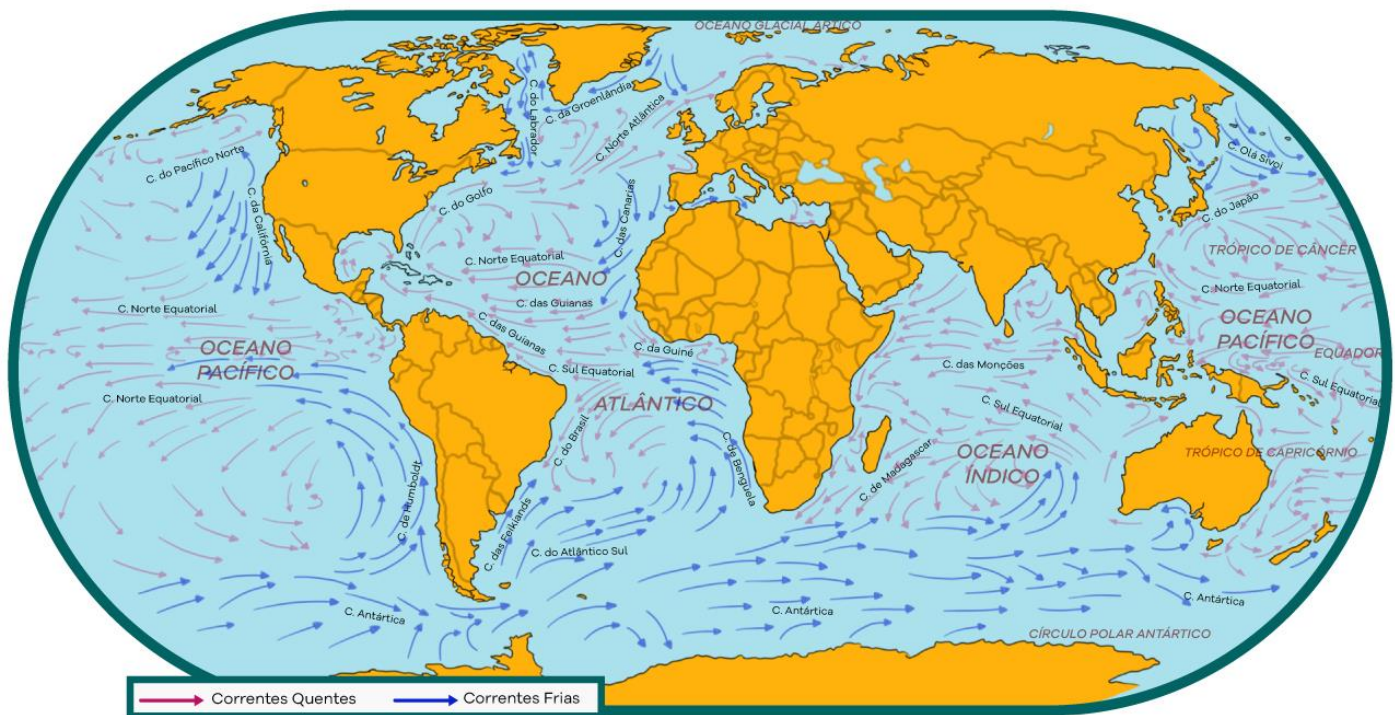 OCEANO GLACIAL ÁRTICO
C. do Labrador
C. da Groenlândia
C. Norte Atlântica
C. do Pacífico Norte
C. da Califórnia
C. do Golfo
C. das Canarias
C. Olá Sivoi
C. do Japão
TRÓPICO DE CÂNCER
C. Norte Equatorial
OCEANO
C. das Guianas
C. Norte Equatorial
C. Norte Equatorial
OCEANO
PACÍFICO
C. das Guianas
C. da Guiné
C. Sul Equatorial
ATLÂNTICO
C. das Monções
OCEANO
PACÍFICO
EQUADOR
C. Sul Equatorial
C. Norte Equatorial
C. do Brasil
C. de Benguela
C. Sul Equatorial
C. de Madagascar
OCEANO
ÍNDICO
TRÓPICO DE CAPRICÓRNIO
C. de Humboldt
C. das Felkiands
C. do Atlântico Sul
C. Antártica
C. Antártica
C. Antártica
CÍRCULO POLAR ANTÁRTICO
Correntes Quentes
Correntes Frias